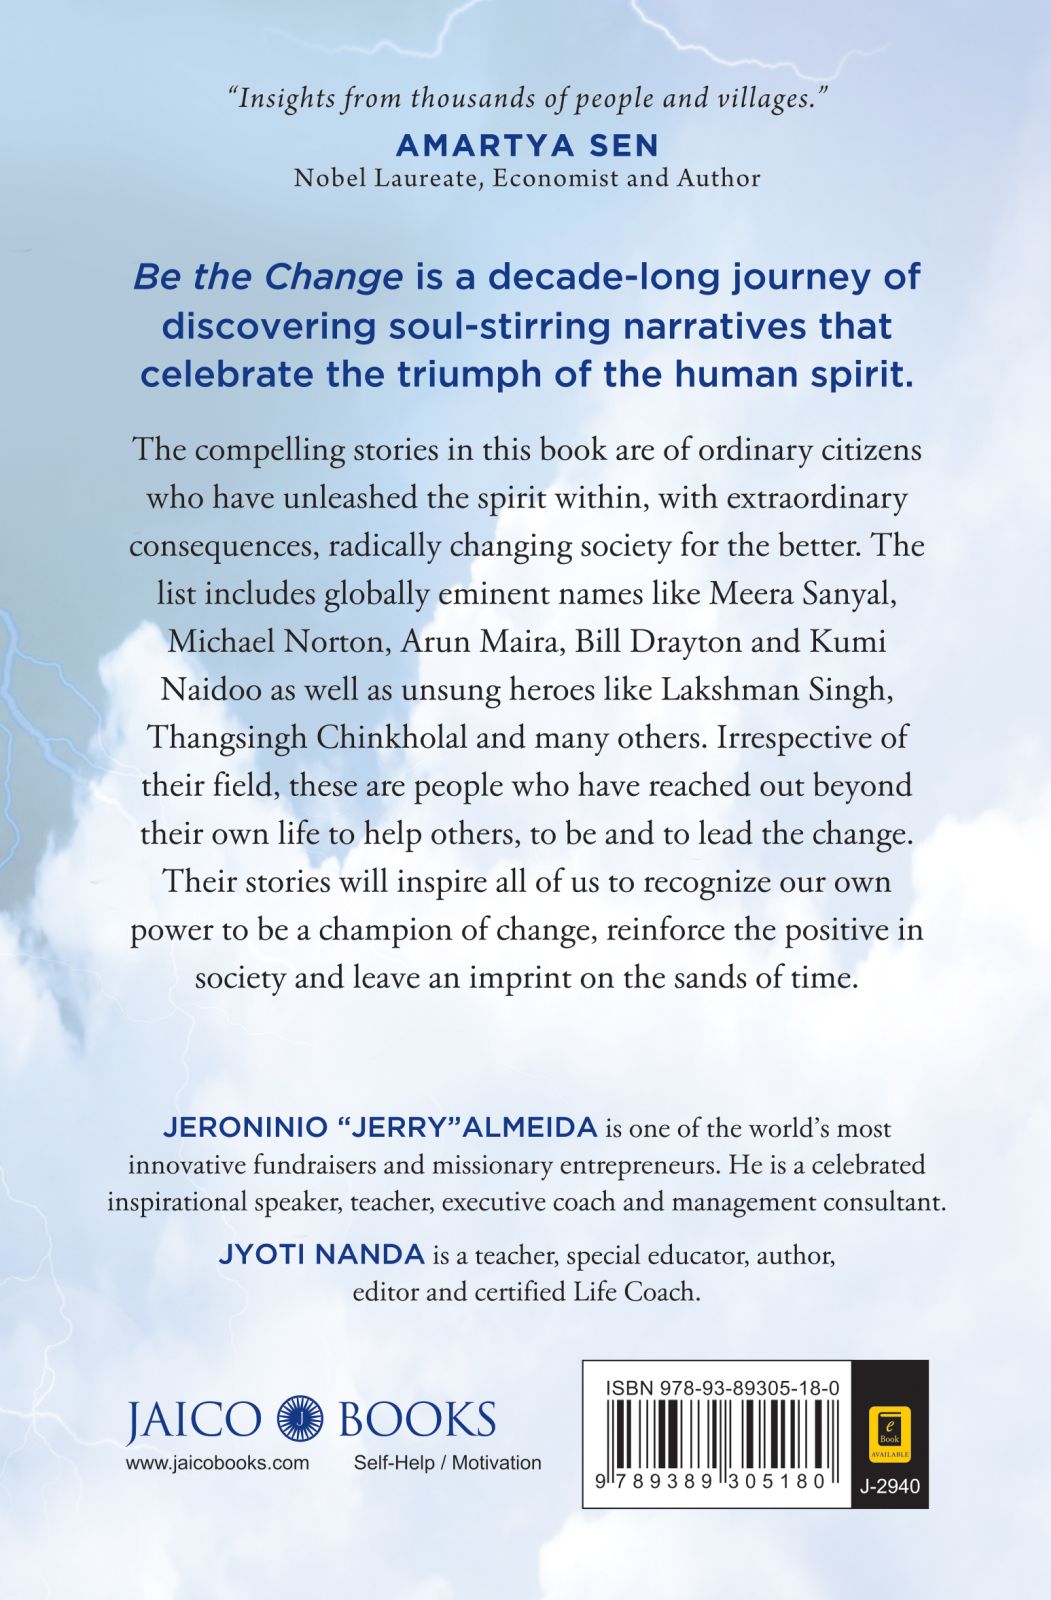 “Insights from thousands of people and villages.”
AMARTYA SEN
Nobel Laureate, Economist and Author
Be the Change is a decade-long journey of
discovering soul-stirring narratives that
celebrate the triumph of the human spirit.
The compelling stories in this book are of ordinary citizens
who have unleashed the spirit within, with extraordinary
consequences, radically changing society for the better. The
list includes globally eminent names like Meera Sanyal,
Michael Norton, Arun Maira, Bill Drayton and Kumi
Naidoo as well as unsung heroes like Lakshman Singh,
Thangsingh Chinkholal and many others. Irrespective of
their field, these are people who have reached out beyond
their own life to help others, to be and to lead the change.
Their stories will inspire all of us to recognize our own
power to be a champion of change, reinforce the positive in
society and leave an imprint on the sands of time.
JERONINIO “JERRY”ALMEIDA is one of the world’s most
innovative fundraisers and missionary entrepreneurs. He is a celebrated
inspirational speaker, teacher, executive coach and management consultant.
JYOTI NANDA is a teacher, special educator, author,
editor and certified Life Coach.
JAICO J BOOKS
www.jaicobooks.com Self-Help / Motivation
ISBN 978-93-89305-18-0
9 789389 305180
e
Book
AVAILABLE
J-2940